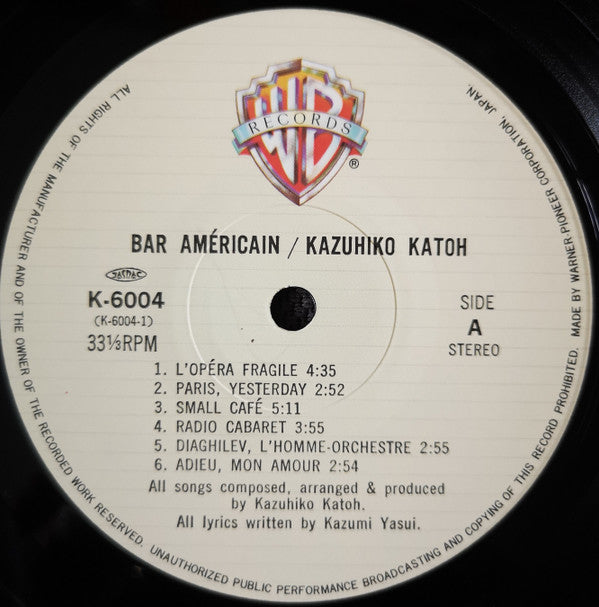 WB
RECORDS
®
BAR AMÉRICAIN / KAZUHIKO KATOH
JASRAC
K-6004
(K-6004-1)
33⅓RPM
SIDE
A
STEREO
1. L'OPÉRA FRAGILE 4:35
2. PARIS, YESTERDAY 2:52
3. SMALL CAFÉ 5:11
4. RADIO CABARET 3:55
5. DIAGHILEV, L'HOMME-ORCHESTRE 2:55
6. ADIEU, MON AMOUR 2:54
All songs composed, arranged & produced
by Kazuhiko Katoh.
All lyrics written by Kazumi Yasui.
ALL RIGHTS OF THE MANUFACTURER AND OF THE OWNER OF THE RECORDED WORK RESERVED. UNAUTHORIZED PUBLIC PERFORMANCE BROADCASTING AND COPYING OF THIS RECORD PROHIBITED. MADE BY WARNER-PIONEER CORPORATION, JAPAN.